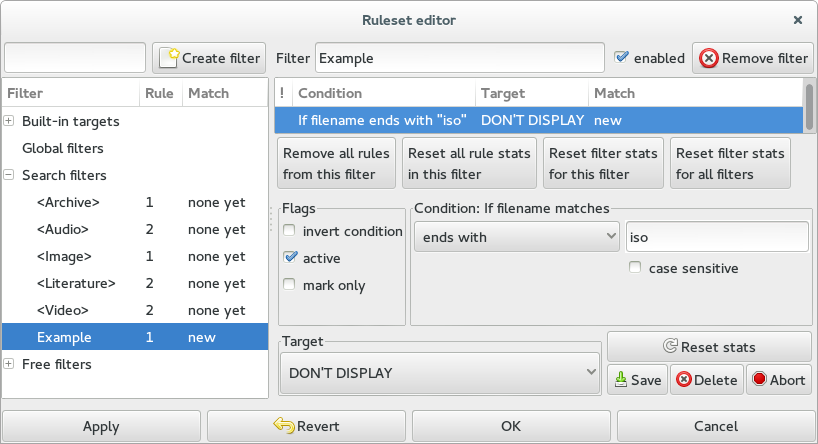 Ruleset editor
Create filter Filter Example enabled Remove filter
Filter Rule Match
Built-in targets
Global filters
Search filters
<Archive> 1 none yet
<Audio> 2 none yet
<Image> 1 none yet
<Literature> 2 none yet
<Video> 2 none yet
Example 1 new
Free filters
! Condition Target Match
If filename ends with "iso" DON'T DISPLAY new
Remove all rules
from this filter
Reset all rule stats
in this filter
Reset filter stats
for this filter
Reset filter stats
for all filters
Flags
invert condition
active
mark only
Condition: If filename matches
ends with iso
case sensitive
Target
DON'T DISPLAY
Reset stats
Save Delete Abort
Apply Revert OK Cancel